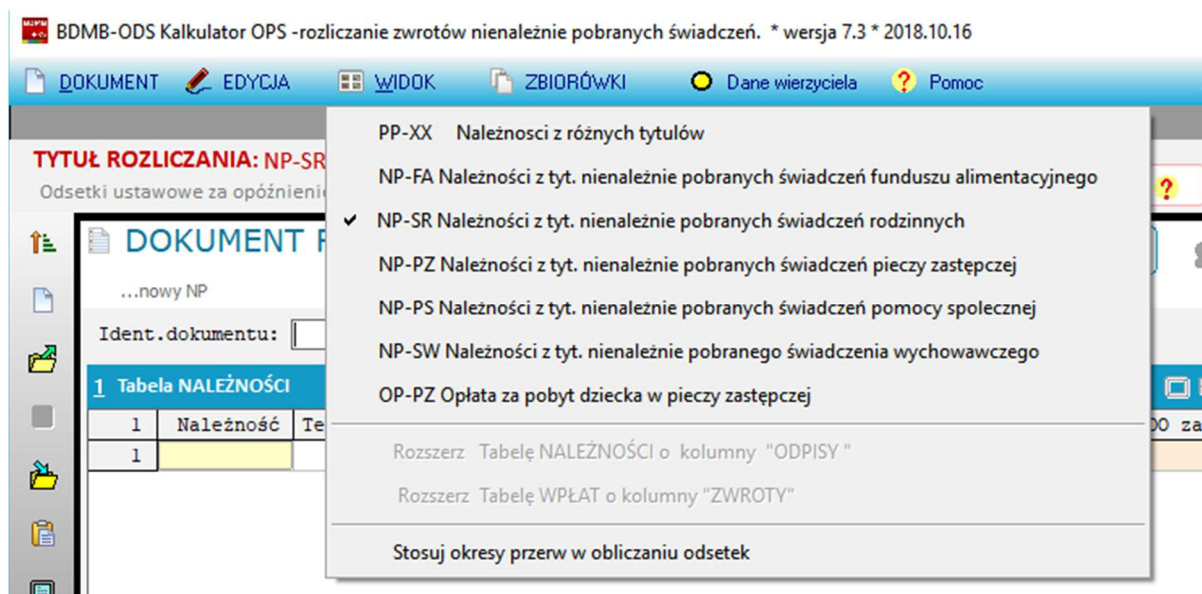 BDMB-ODS Kalkulator OPS -rozliczanie zwrotów nienależnie pobranych świadczeń. * wersja 7.3 * 2018.10.16
DOKUMENT EDYCJA WIDOK ZBIORÓWKI Dane wierzyciela ? Pomoc
PP-XX Należnosci z różnych tytułów
TYTUŁ ROZLICZANIA: NP-SR
NP-FA Należności z tyt. nienależnie pobranych świadczeń funduszu alimentacyjnego
?
Odsetki ustawowe za
NP-SR Należności z tyt. nienależnie pobranych świadczeń rodzinnych
DOKUMENT
NP-PZ Należności z tyt. nienależnie pobranych świadczeń pieczy zastępczej
...nowy NP
NP-PS Należności z tyt. nienależnie pobranych świadczeń pomocy społecznej
Ident.dokumentu:
NP-SW Należności z tyt. nienależnie pobranego świadczenia wychowawczego
1 Tabela NALEŻNOŚCI
OP-PZ Opłata za pobyt dziecka w pieczy zastępczej
1 Należność Te
DO za
1
Rozszerz Tabelę NALEŻNOŚCI o kolumny "ODPISY "
Rozszerz Tabelę WPŁAT o kolumny "ZWROTY"
Stosuj okresy przerw w obliczaniu odsetek